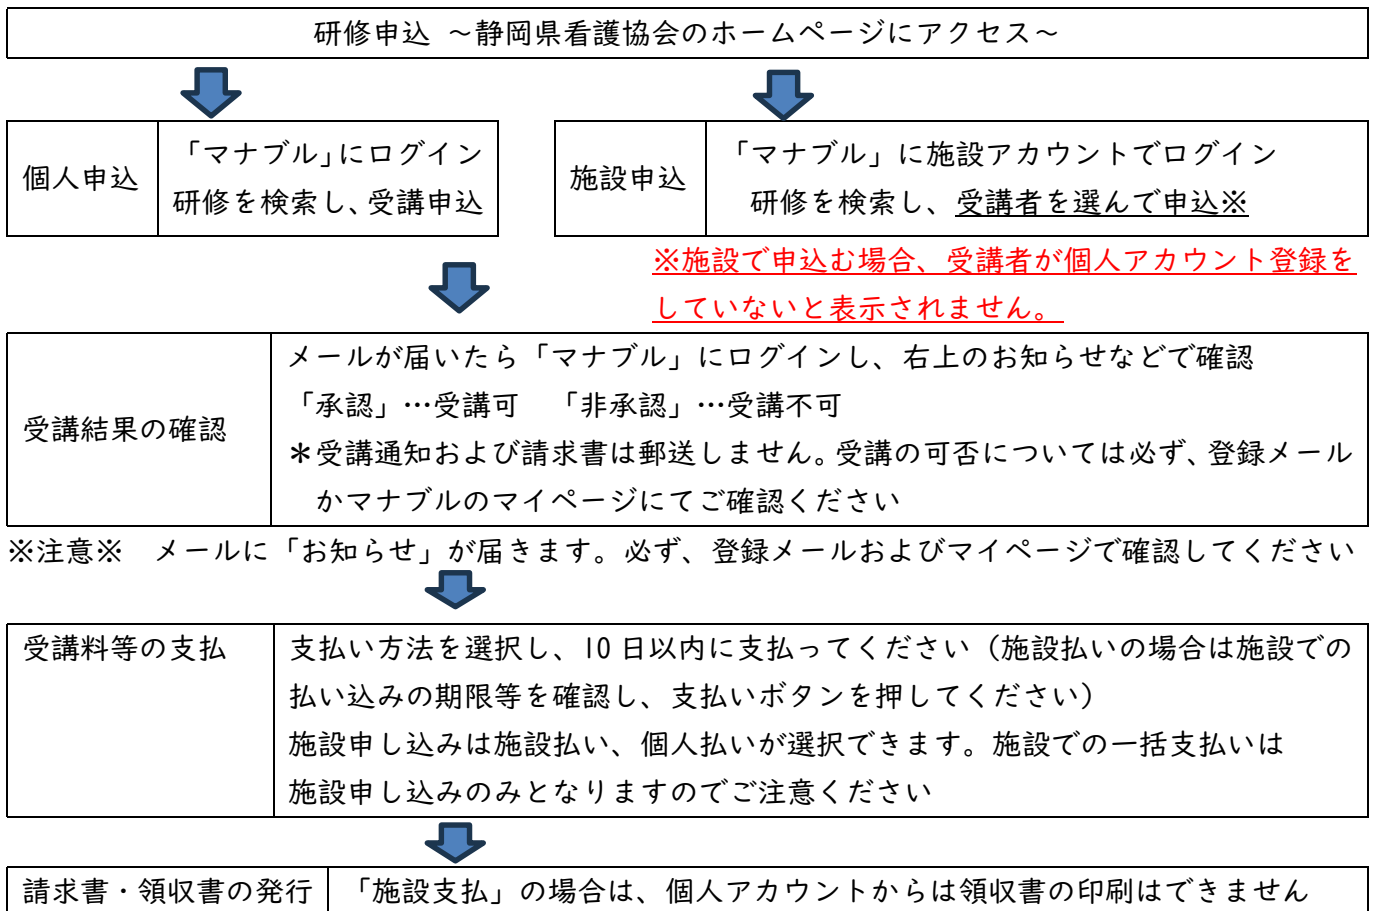 研修申込 ～静岡県看護協会のホームページにアクセス～
個人申込
「マナブル」にログイン
研修を検索し、受講申込
施設申込
「マナブル」に施設アカウントでログイン
研修を検索し、受講者を選んで申込※
※施設で申込む場合、受講者が個人アカウント登録を
していないと表示されません。
受講結果の確認
メールが届いたら「マナブル」にログインし、右上のお知らせなどで確認
「承認」…受講可　「非承認」…受講不可
＊受講通知および請求書は郵送しません。受講の可否については必ず、登録メール
かマナブルのマイページにてご確認ください
※注意※　メールに「お知らせ」が届きます。必ず、登録メールおよびマイページで確認してください
受講料等の支払
支払い方法を選択し、10日以内に支払ってください（施設払いの場合は施設での
払い込みの期限等を確認し、支払いボタンを押してください）
施設申し込みは施設払い、個人払いが選択できます。施設での一括支払いは
施設申し込みのみとなりますのでご注意ください
請求書・領収書の発行
「施設支払」の場合は、個人アカウントからは領収書の印刷はできません